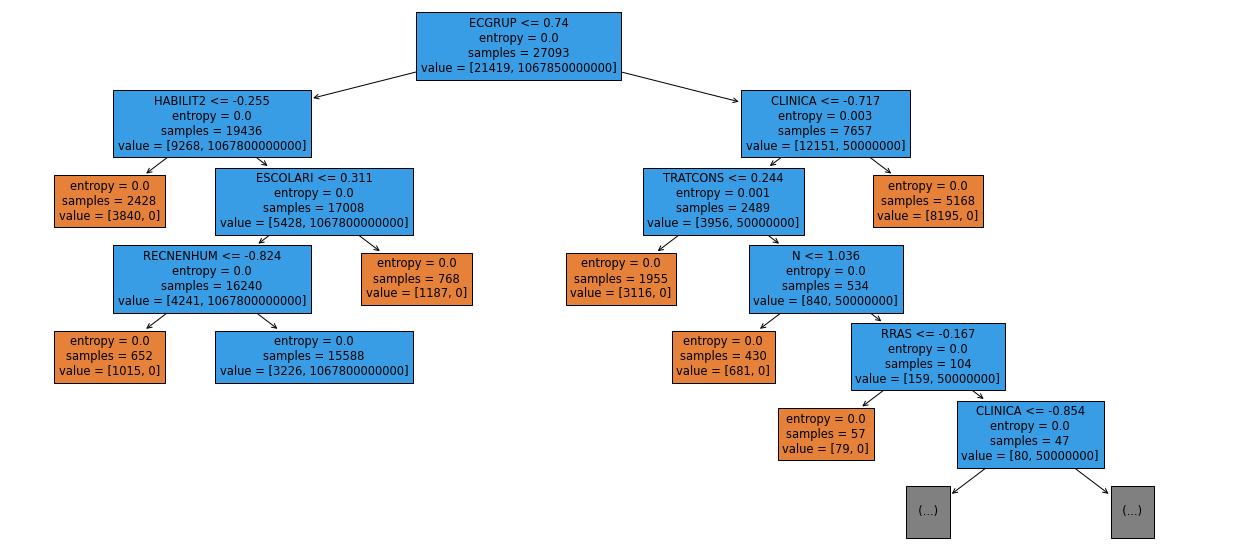 ECGRUP <= 0.74
entropy = 0.0
samples = 27093
value = [21419, 1067850000000]
HABILIT2 <= -0.255
entropy = 0.0
samples = 19436
value = [9268, 1067800000000]
CLINICA <= -0.717
entropy = 0.003
samples = 7657
value = [12151, 50000000]
entropy = 0.0
samples = 2428
value = [3840, 0]
ESCOLARI <= 0.311
entropy = 0.0
samples = 17008
value = [5428, 1067800000000]
TRATCONS <= 0.244
entropy = 0.001
samples = 2489
value = [3956, 50000000]
entropy = 0.0
samples = 5168
value = [8195, 0]
RECNENHUM <= -0.824
entropy = 0.0
samples = 16240
value = [4241, 1067800000000]
entropy = 0.0
samples = 768
value = [1187, 0]
entropy = 0.0
samples = 1955
value = [3116, 0]
N <= 1.036
entropy = 0.0
samples = 534
value = [840, 50000000]
entropy = 0.0
samples = 652
value = [1015, 0]
entropy = 0.0
samples = 15588
value = [3226, 1067800000000]
entropy = 0.0
samples = 430
value = [681, 0]
RRAS <= -0.167
entropy = 0.0
samples = 104
value = [159, 50000000]
entropy = 0.0
samples = 57
value = [79, 0]
CLINICA <= -0.854
entropy = 0.0
samples = 47
value = [80, 50000000]
(...)
(...)